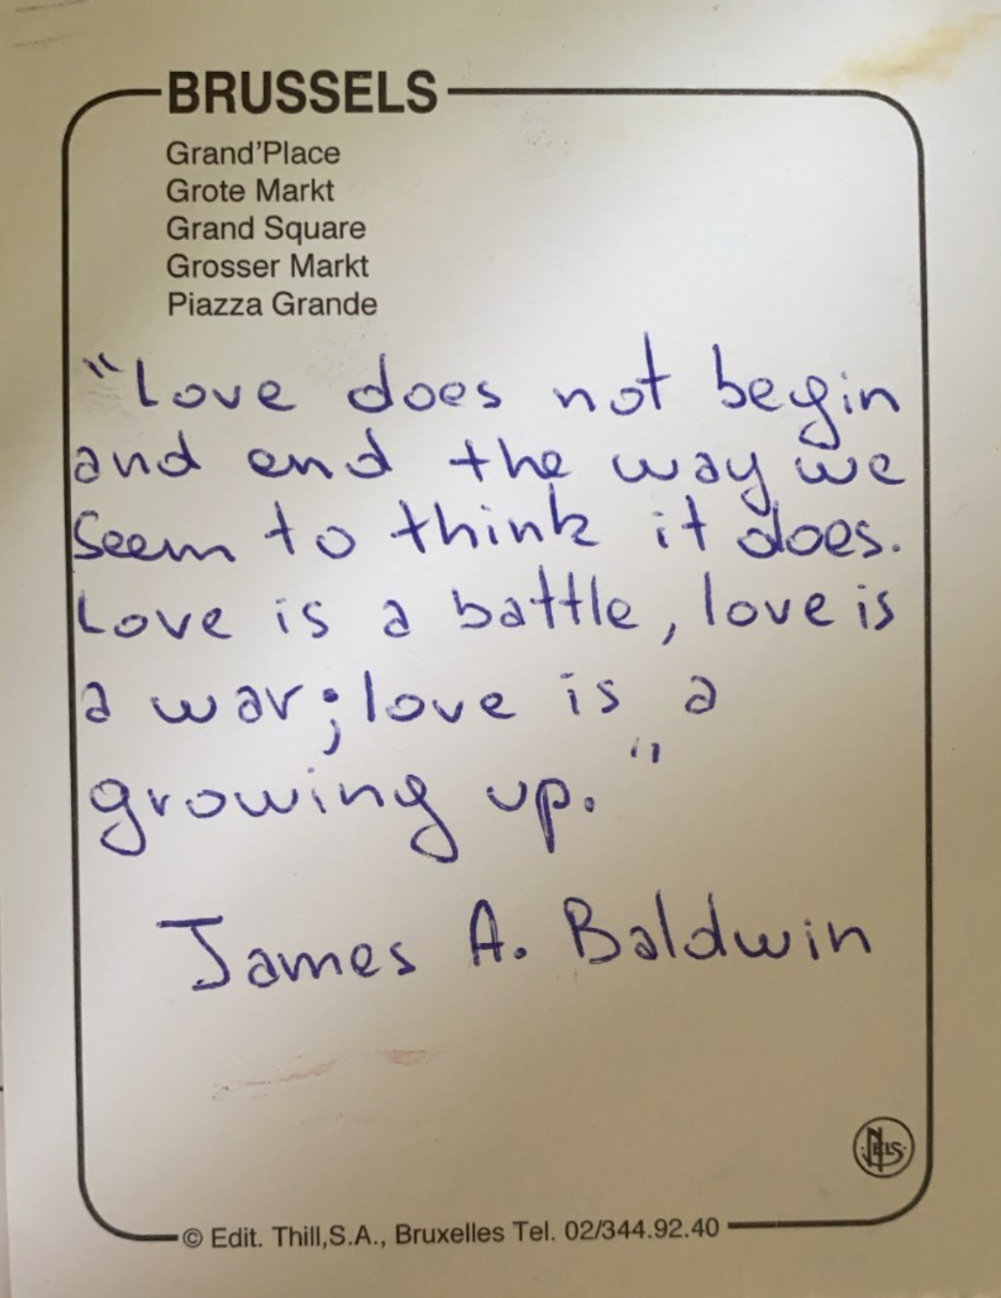 BRUSSELS
Grand'Place
Grote Markt
Grand Square
Grosser Markt
Piazza Grande
"Love does not begin
and end the way we
seem to think it does.
Love is a battle, love is
a war; love is a
growing up."
James A. Baldwin
NELS
© Edit. Thill,S.A., Bruxelles Tel. 02/344.92.40